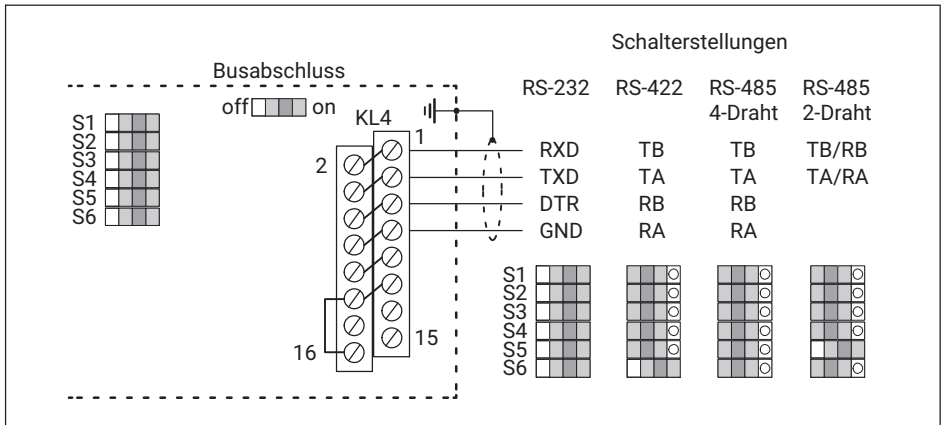 Schalterstellungen
Busabschluss
off on
KL4
S1
S2
S3
S4
S5
S6
1
2
15
16
RS-232 RS-422 RS-485 4-Draht RS-485 2-Draht
RXD TB TB TB/RB
TXD TA TA TA/RA
DTR RB RB
GND RA RA
S1
S2
S3
S4
S5
S6